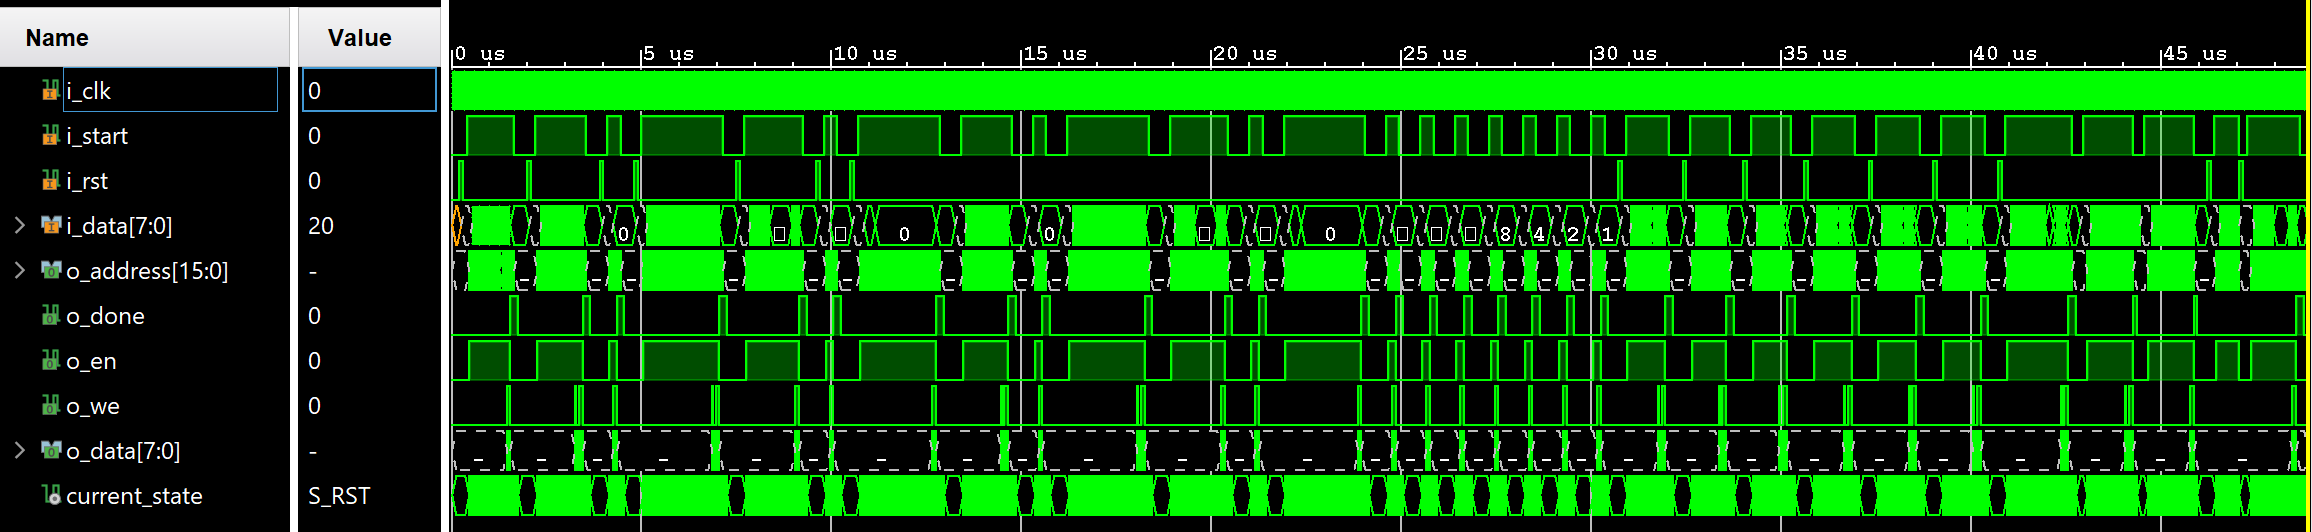 Name Value
0 us 5 us 10 us 15 us 20 us 25 us 30 us 35 us 40 us 45 us
i_clk 0
i_start 0
i_rst 0
i_data[7:0] 20 0 0 0 0 8 4 2 1
o_address[15:0] -
o_done 0
o_en 0
o_we 0
o_data[7:0] -
current_state S_RST